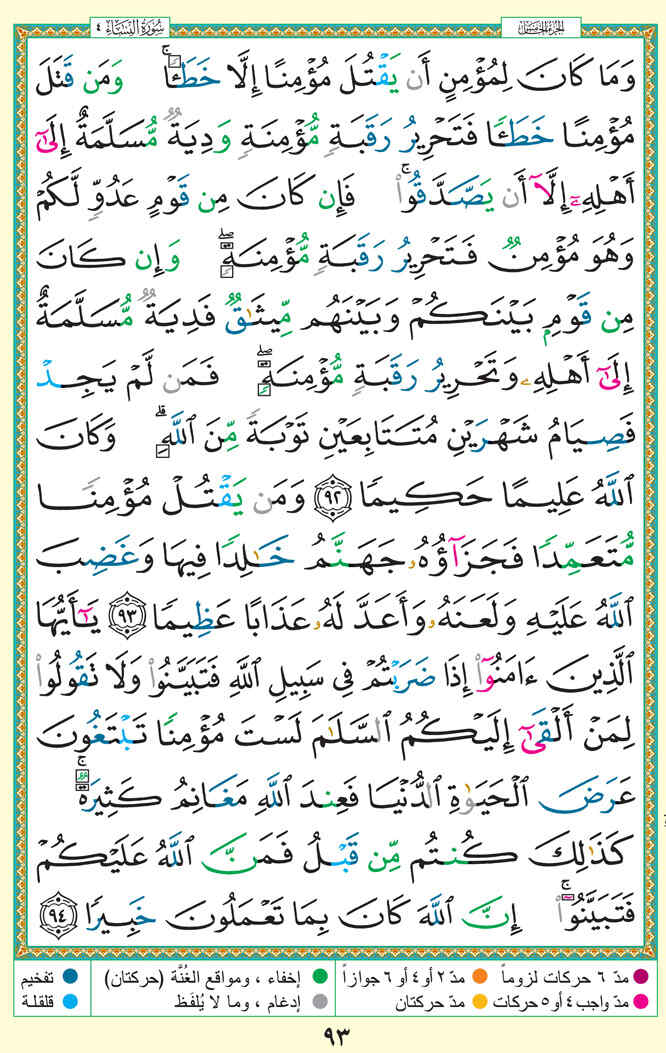 سُورَةُ النِّسَاءِ ٤
الجزء الخامس
وَمَا كَانَ لِمُؤْمِنٍ أَن يَقْتُلَ مُؤْمِنًا إِلَّا خَطَـًٔا ۚ وَمَن قَتَلَ
مُؤْمِنًا خَطَـًٔا فَتَحْرِيرُ رَقَبَةٍ مُّؤْمِنَةٍ وَدِيَةٌ مُّسَلَّمَةٌ إِلَىٰٓ
أَهْلِهِۦٓ إِلَّآ أَن يَصَّدَّقُوا۟ ۚ فَإِن كَانَ مِن قَوْمٍ عَدُوٍّ لَّكُمْ
وَهُوَ مُؤْمِنٌ فَتَحْرِيرُ رَقَبَةٍ مُّؤْمِنَةٍ ۖ وَإِن كَانَ
مِن قَوْمٍۭ بَيْنَكُمْ وَبَيْنَهُم مِّيثَـٰقٌ فَدِيَةٌ مُّسَلَّمَةٌ
إِلَىٰٓ أَهْلِهِۦ وَتَحْرِيرُ رَقَبَةٍ مُّؤْمِنَةٍ ۖ فَمَن لَّمْ يَجِدْ
فَصِيَامُ شَهْرَيْنِ مُتَتَابِعَيْنِ تَوْبَةً مِّنَ ٱللَّهِ ۗ وَكَانَ
ٱللَّهُ عَلِيمًا حَكِيمًا ٩٢ وَمَن يَقْتُلْ مُؤْمِنًا
مُّتَعَمِّدًا فَجَزَآؤُهُۥ جَهَنَّمُ خَـٰلِدًا فِيهَا وَغَضِبَ
ٱللَّهُ عَلَيْهِ وَلَعَنَهُۥ وَأَعَدَّ لَهُۥ عَذَابًا عَظِيمًا ٩٣ يَـٰٓأَيُّهَا
ٱلَّذِينَ ءَامَنُوٓا۟ إِذَا ضَرَبْتُمْ فِى سَبِيلِ ٱللَّهِ فَتَبَيَّنُوا۟ وَلَا تَقُولُوا۟
لِمَنْ أَلْقَىٰٓ إِلَيْكُمُ ٱلسَّلَـٰمَ لَسْتَ مُؤْمِنًا تَبْتَغُونَ
عَرَضَ ٱلْحَيَوٰةِ ٱلدُّنْيَا فَعِندَ ٱللَّهِ مَغَانِمُ كَثِيرَةٌ ۚ
كَذَٰلِكَ كُنتُم مِّن قَبْلُ فَمَنَّ ٱللَّهُ عَلَيْكُمْ
فَتَبَيَّنُوٓا۟ ۚ إِنَّ ٱللَّهَ كَانَ بِمَا تَعْمَلُونَ خَبِيرًا ٩٤
مدّ ٦ حركات لزوماً مدّ ٢ أو ٤ أو ٦ جوازاً إخفاء ، ومواقع الغُنَّة (حركتان) تفخيم
مدّ واجب ٤ أو ٥ حركات مدّ حركتان إدغام ، وما لا يُلفَظ قلقلة
٩٣